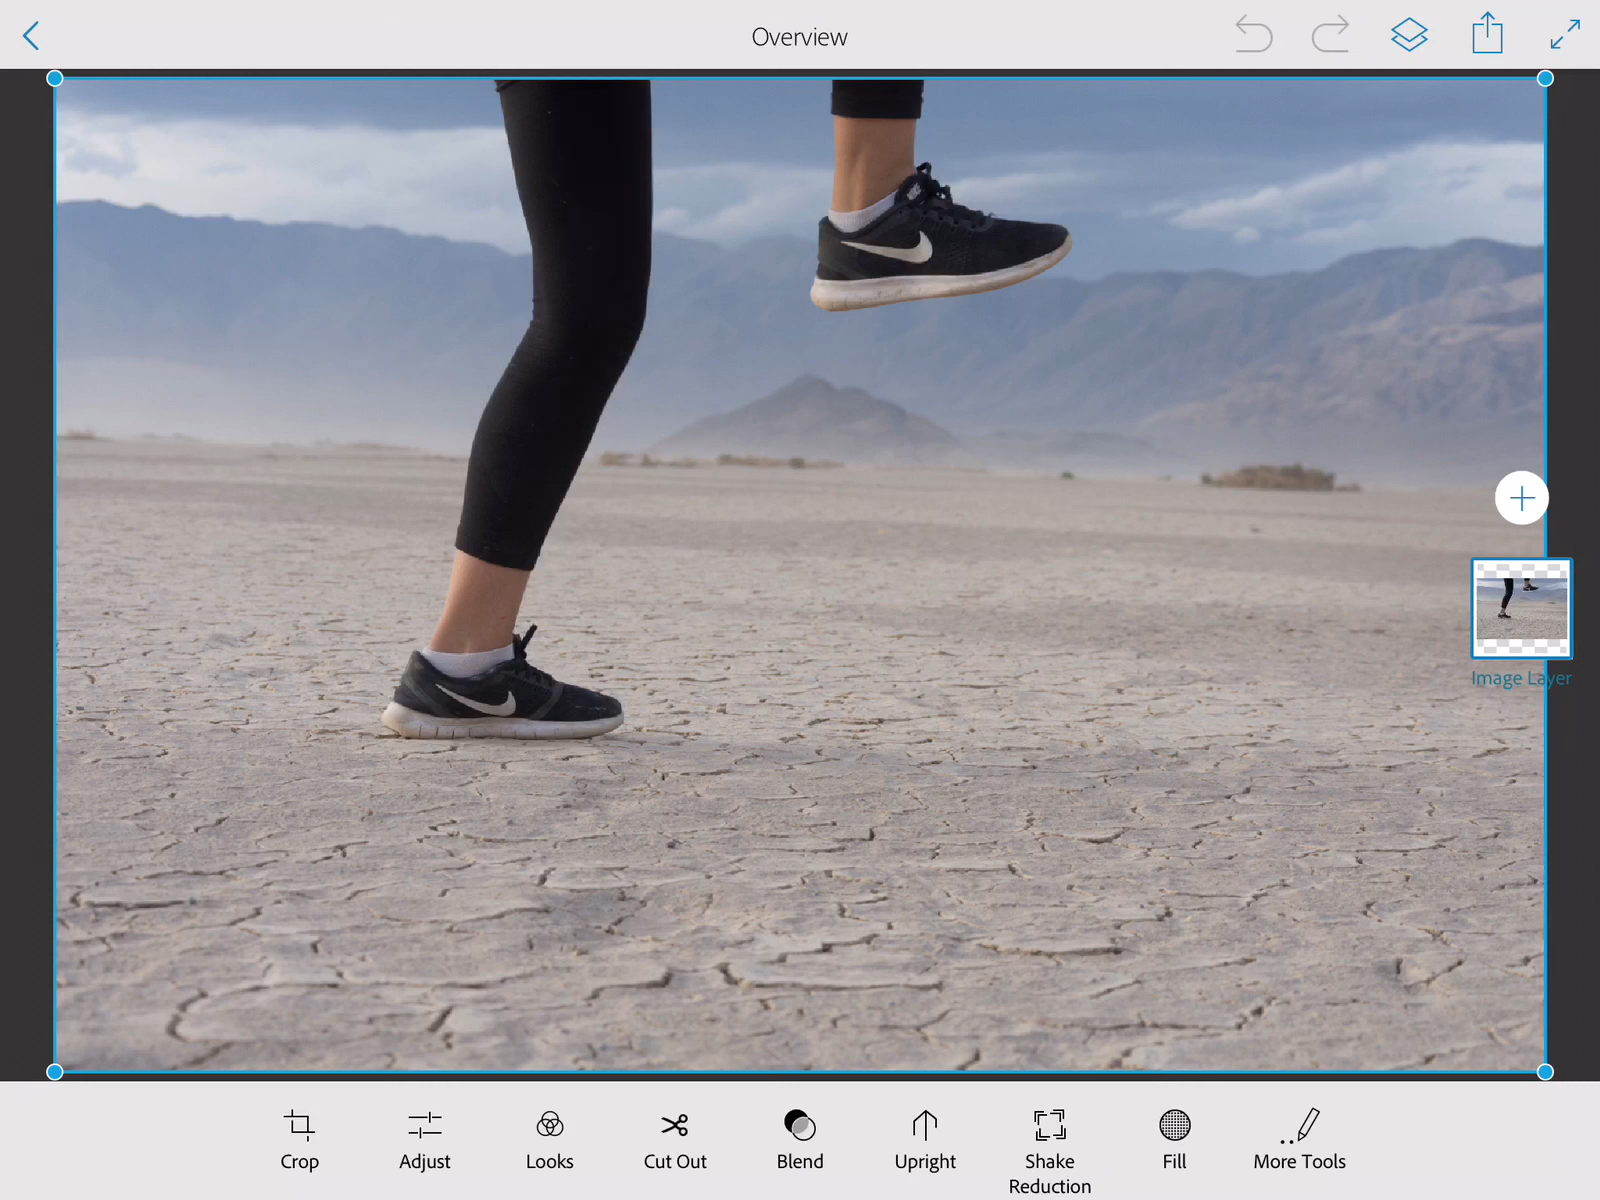 Overview
Image Layer
Crop
Adjust
Looks
Cut Out
Blend
Upright
Shake
Reduction
Fill
More Tools